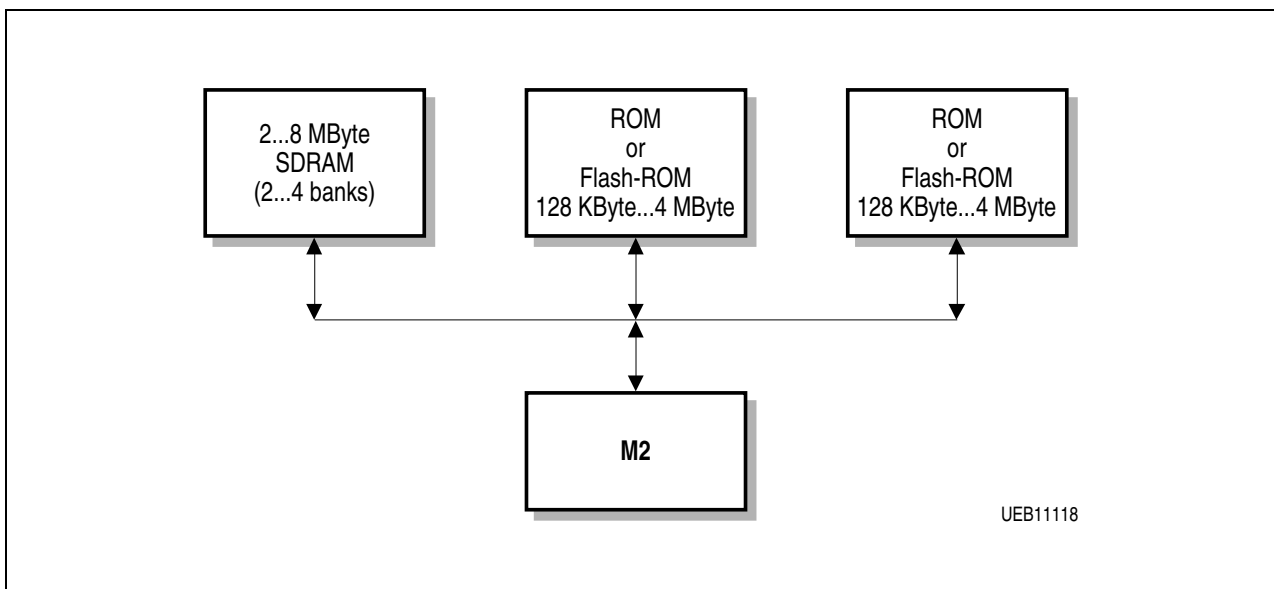 2...8 MByte
SDRAM
(2...4 banks)
ROM
or
Flash-ROM
128 KByte...4 MByte
ROM
or
Flash-ROM
128 KByte...4 MByte
M2
UEB11118